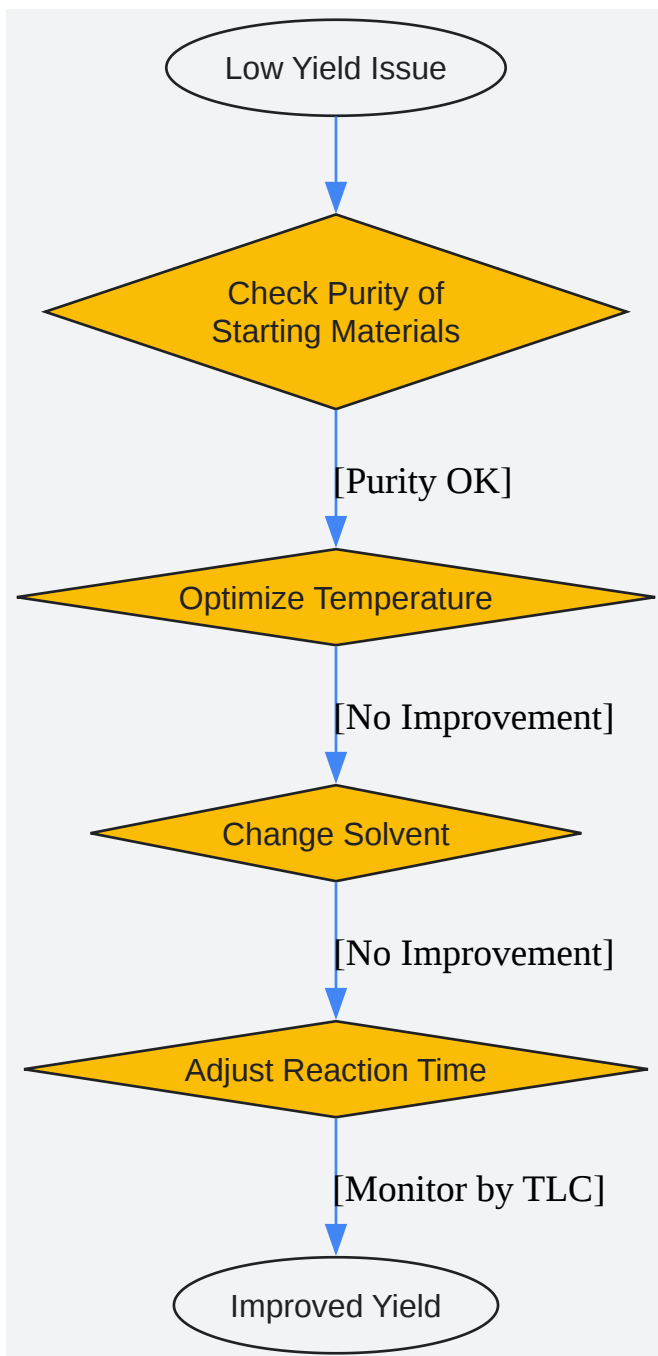 Low Yield Issue
Check Purity of
Starting Materials
[Purity OK]
Optimize Temperature
[No Improvement]
Change Solvent
[No Improvement]
Adjust Reaction Time
[Monitor by TLC]
Improved Yield